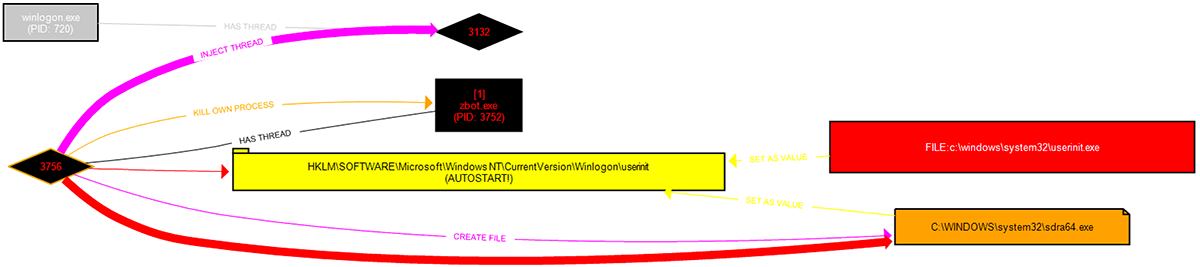 winlogon.exe
(PID: 720)
HAS THREAD
3132
INJECT THREAD
[1]
zbot.exe
(PID: 3752)
KILL OWN PROCESS
HAS THREAD
3756
HKLM\SOFTWARE\Microsoft\Windows NT\CurrentVersion\Winlogon\userinit
(AUTOSTART!)
SET AS VALUE
FILE:c:\windows\system32\userinit.exe
SET AS VALUE
CREATE FILE
C:\WINDOWS\system32\sdra64.exe